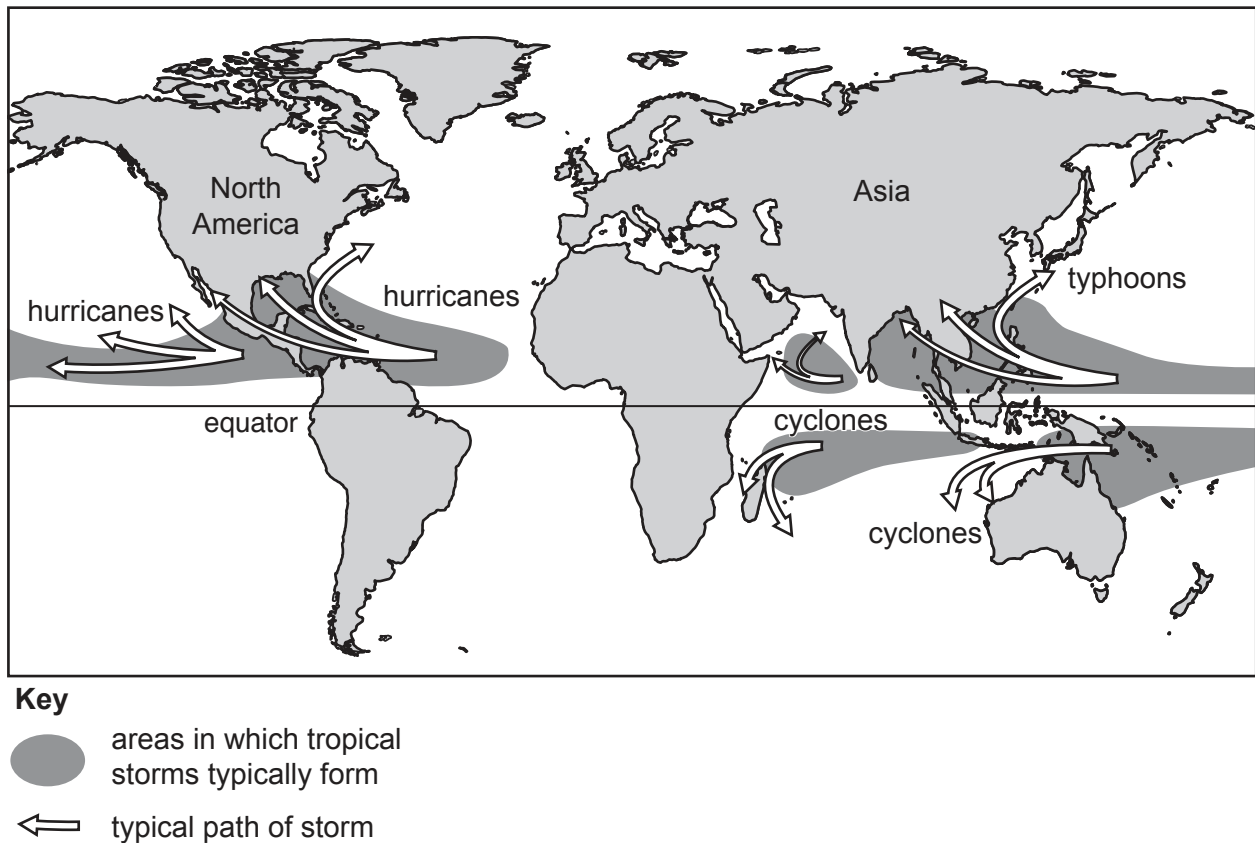 North
America
Asia
hurricanes
hurricanes
typhoons
equator
cyclones
cyclones
Key
areas in which tropical
storms typically form
typical path of storm